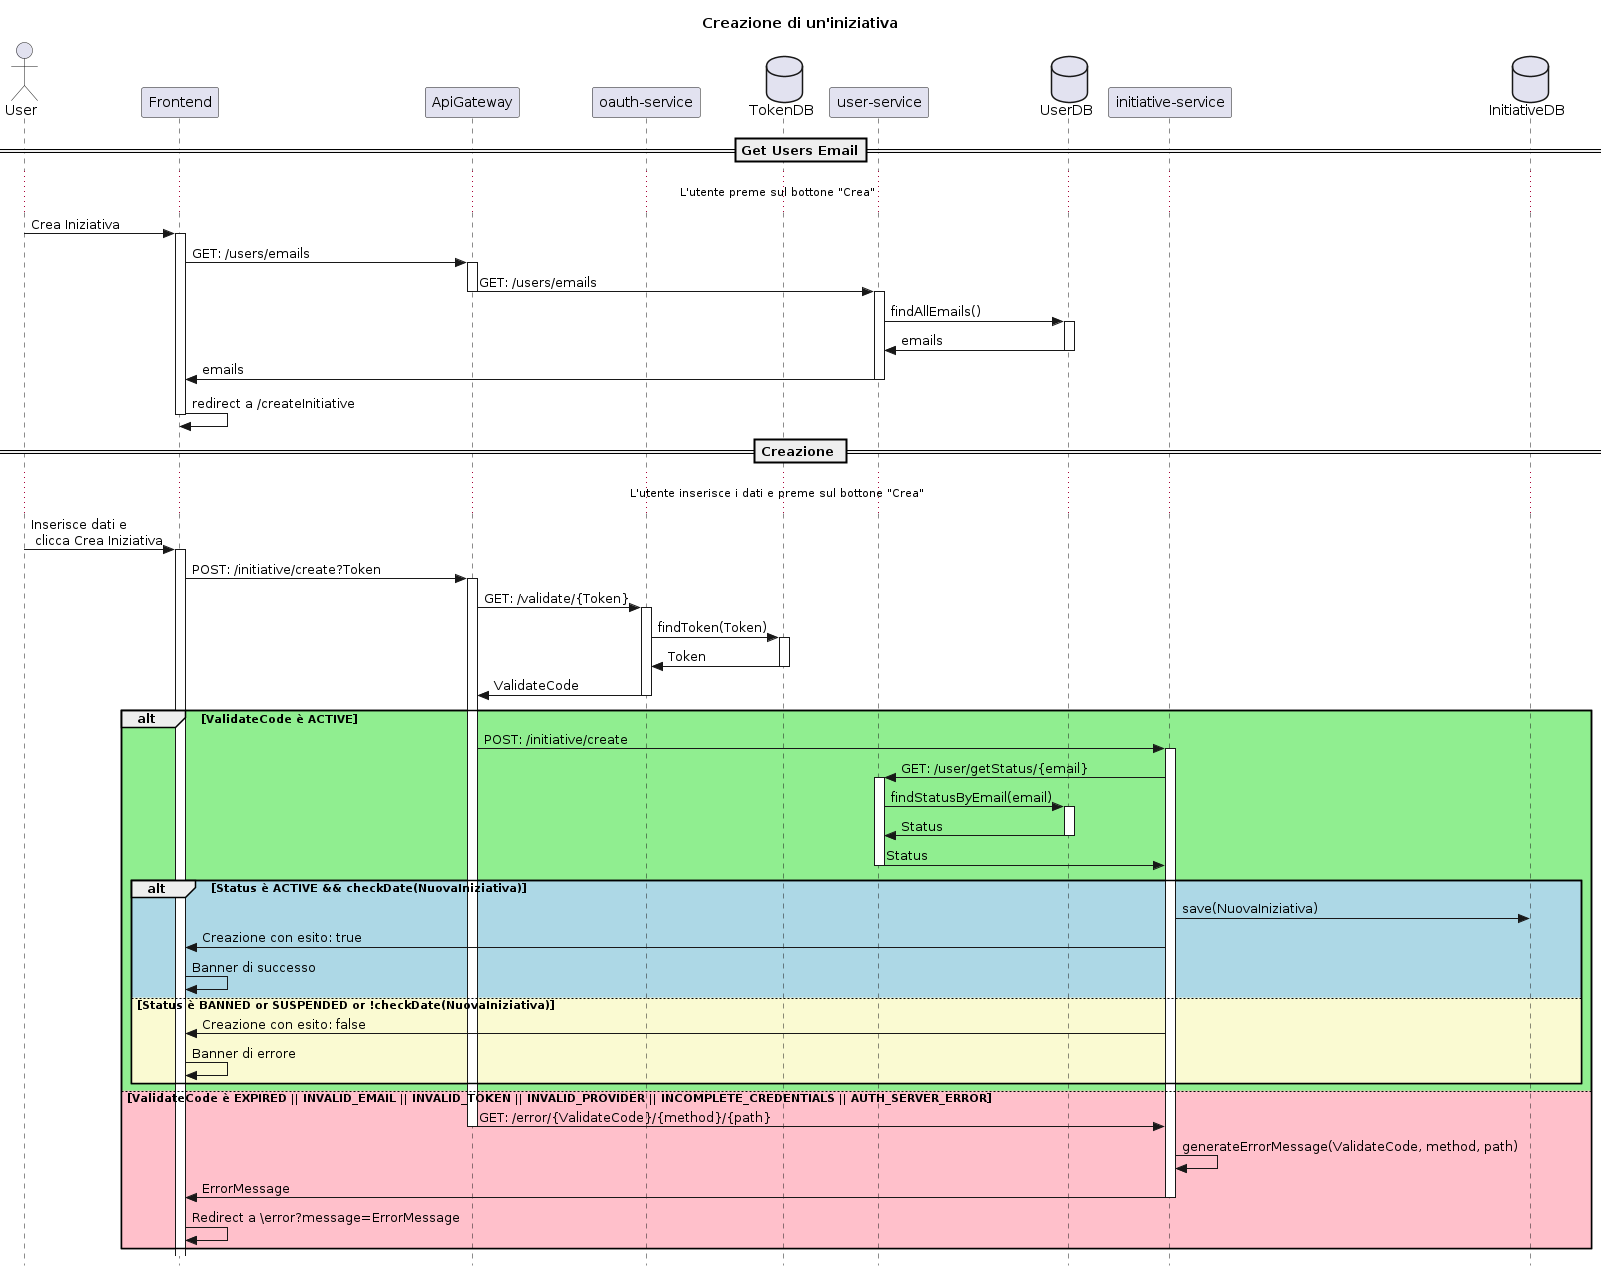 Creazione di un'iniziativa
User
Frontend
ApiGateway
oauth-service
TokenDB
user-service
UserDB
initiative-service
InitiativeDB
Get Users Email
L'utente preme sul bottone "Crea"
Crea Iniziativa
GET: /users/emails
GET: /users/emails
findAllEmails()
emails
emails
redirect a /createInitiative
Creazione
L'utente inserisce i dati e preme sul bottone "Crea"
Inserisce dati e
clicca Crea Iniziativa
POST: /initiative/create?Token
GET: /validate/{Token}
findToken(Token)
Token
ValidateCode
alt
[ValidateCode è ACTIVE]
POST: /initiative/create
GET: /user/getStatus/{email}
findStatusByEmail(email)
Status
Status
alt
[Status è ACTIVE && checkDate(NuovaIniziativa)]
save(NuovaIniziativa)
Creazione con esito: true
Banner di successo
[Status è BANNED or SUSPENDED or !checkDate(NuovaIniziativa)]
Creazione con esito: false
Banner di errore
[ValidateCode è EXPIRED || INVALID_EMAIL || INVALID_TOKEN || INVALID_PROVIDER || INCOMPLETE_CREDENTIALS || AUTH_SERVER_ERROR]
GET: /error/{ValidateCode}/{method}/{path}
generateErrorMessage(ValidateCode, method, path)
ErrorMessage
Redirect a \error?message=ErrorMessage